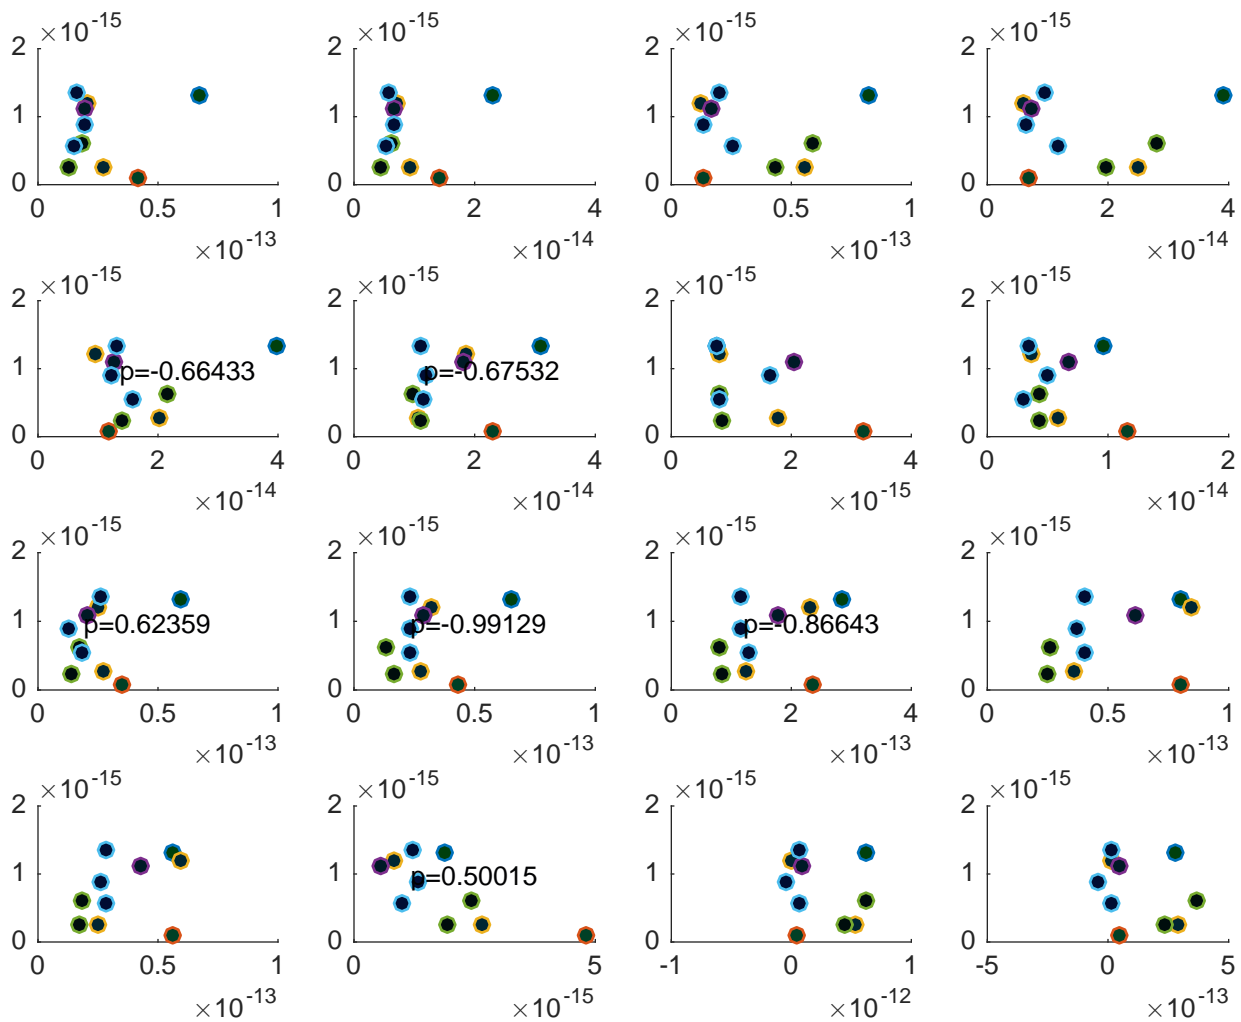 ×10-15 ×10-15 ×10-15 ×10-15
2 2 2 2
1 1 1 1
0 0 0 0
0 0.5 1 0 2 4 0 0.5 1 0 2 4
×10-13 ×10-14 ×10-13 ×10-14
×10-15 ×10-15 ×10-15 ×10-15
2 2 2 2
1 p=-0.66433 1 p=-0.67532 1 1
0 0 0 0
0 2 4 0 2 4 0 2 4 0 1 2
×10-14 ×10-14 ×10-15 ×10-14
×10-15 ×10-15 ×10-15 ×10-15
2 2 2 2
1 p=0.62359 1 p=-0.99129 1 p=-0.86643 1
0 0 0 0
0 0.5 1 0 0.5 1 0 2 4 0 0.5 1
×10-13 ×10-13 ×10-13 ×10-13
×10-15 ×10-15 ×10-15 ×10-15
2 2 2 2
1 1 p=0.50015 1 1
0 0 0 0
0 0.5 1 0 5 -1 0 1 -5 0 5
×10-13 ×10-15 ×10-12 ×10-13